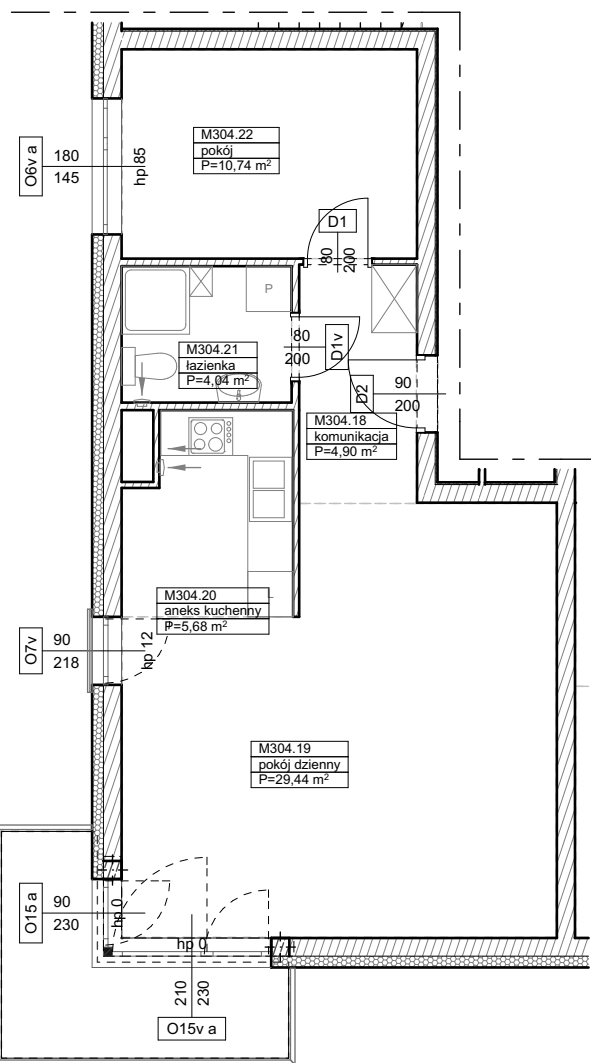 M304.22
pokój
P=10,74 m²
O6v a
180
145
hp 85
D1
80
200
P
M304.21
łazienka
P=4,04 m²
80
200
D1v
D2
90
200
M304.18
komunikacja
P=4,90 m²
M304.20
aneks kuchenny
P=5,68 m²
O7v
90
218
hp 12
M304.19
pokój dzienny
P=29,44 m²
O15 a
90
230
hp 0
hp 0
210
230
O15v a